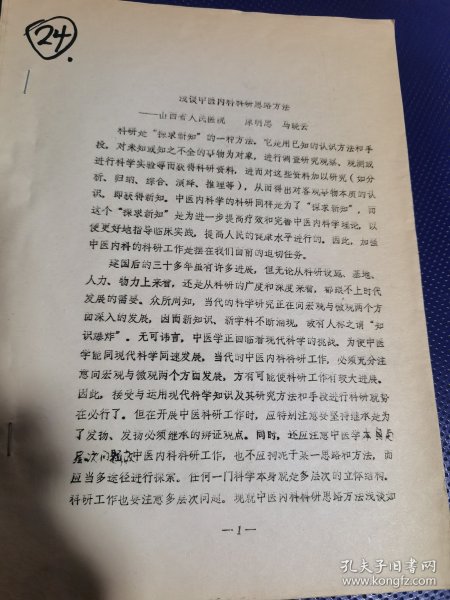 24
浅谈中医内科科研思路方法
——山西省人民医院 陈明思 马晓云
科研是“探求新知”的一种方法，它是用已知的认识方法和手
段，对未知或知之不全的事物为对象，进行调查研究观察、观测或
进行科学实验等而获得科研资料，进而对这些资料加以研究（如分
析、归纳、综合、演绎、推理等），从而得出对客观事物本质的认
识，即获得新知。中医内科学的科研同样是为了“探求新知”，而
这个“探求新知”是为进一步提高疗效和完善中医内科学理论，以
便更好地指导临床实践，提高人民的健康水平进行的。因此，加强
中医内科的科研工作是摆在我们面前的迫切任务。
建国后的三十多年虽有许多进展，但无论从科研设施、基地、
人力、物力上来看，还是从科研的广度和深度来看，都跟不上时代
发展的需要。众所周知，当代的科学研究正在向宏观与微观两个方
面深入的发展，因而新知识、新学科不断涌现，故有人称之谓“知
识爆炸”。无可讳言，中医学正面临着现代科学的挑战，为使中医
学能同现代科学同速发展，当代的中医内科科研工作，必须充分注
意向宏观与微观两个方面发展，方有可能使科研工作有较大进展。
因此，接受与运用现代科学知识及其研究方法和手段进行科研就势
在必行了。但在开展中医科研工作时，应特别注意要坚持继承是为
了发扬、发扬必须继承的辨证观点。同时，还应注意中医学本身
层次问题，中医内科科研工作，也不应拘泥于某一思路和方法，而
应当多途径进行探索。任何一门科学本身就是多层次的立体结构。
科研工作也要注意多层次问题。现就中医内科科研思路方法浅谈如
—1—
孔夫子旧书网
www.kongfz.com